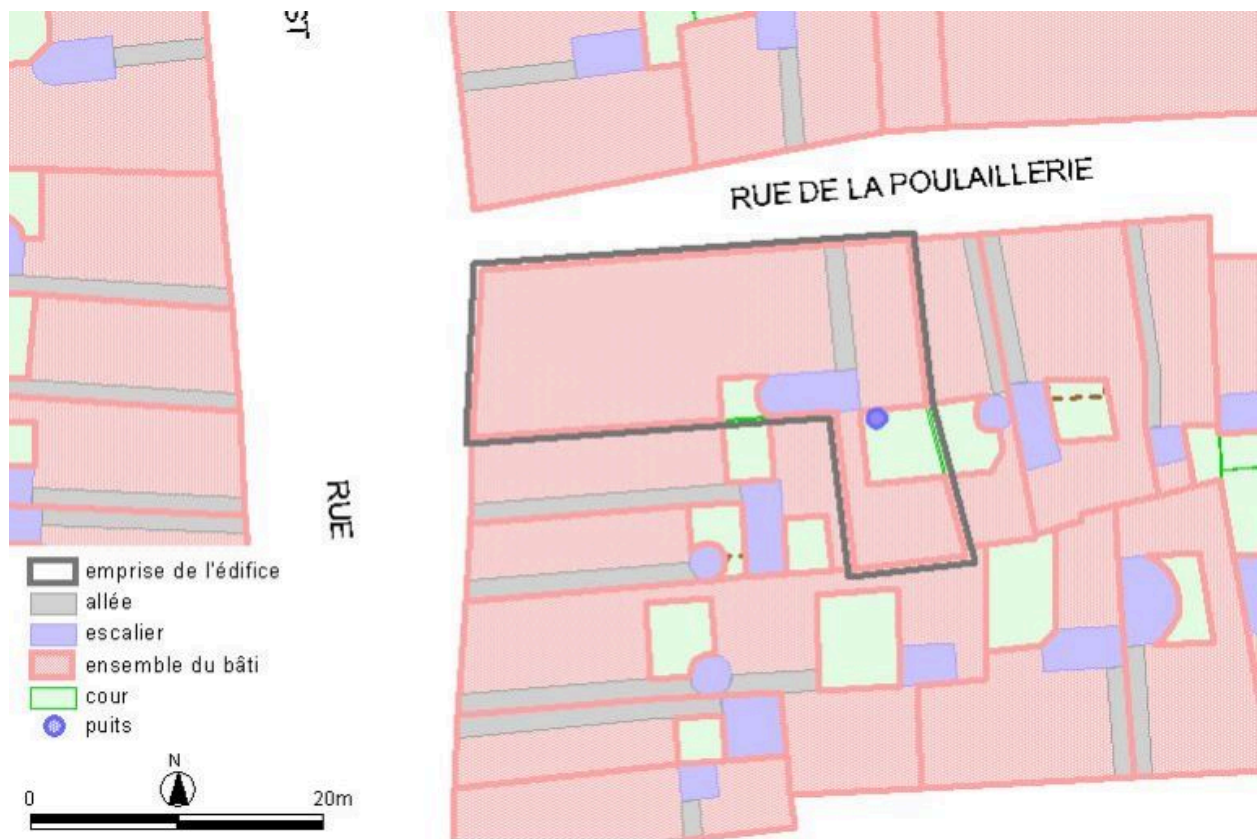 ST
RUE DE LA POULAILLERIE
RUE
emprise de l'édifice
allée
escalier
ensemble du bâti
cour
puits
N
0 20m